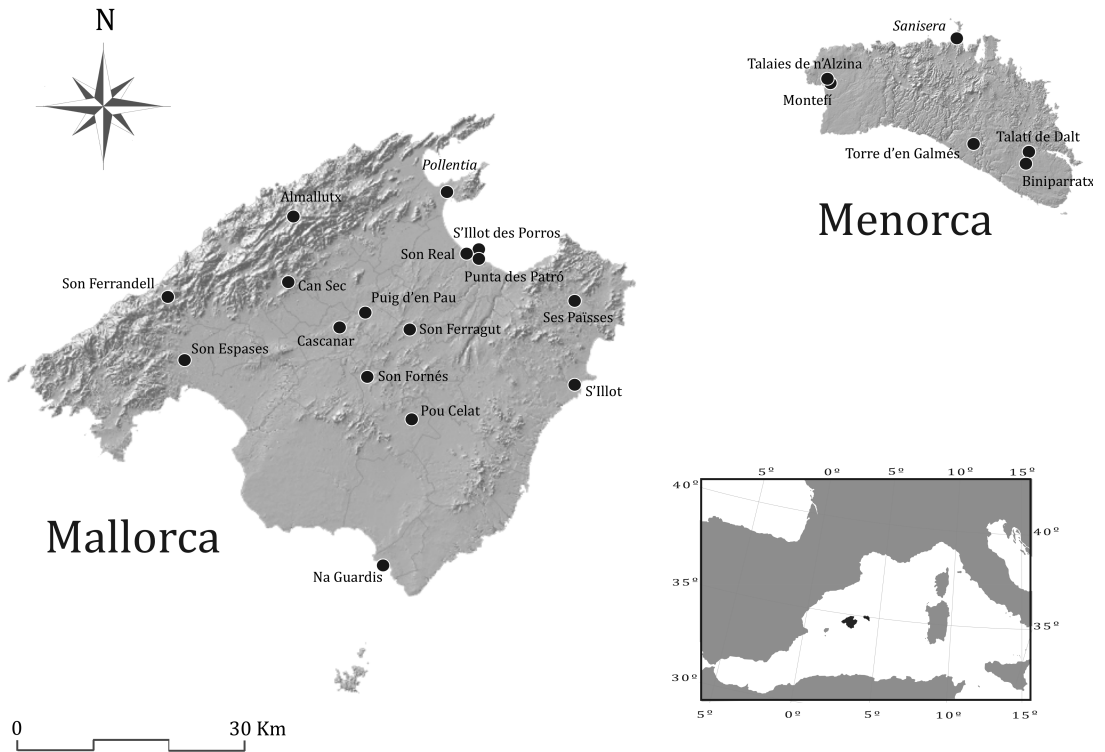 N
Sanisera
Talaies de n'Alzina
Montefí
Talatí de Dalt
Torre d'en Galmés
Biniparratx
Menorca
Pollentia
Almallutx
S'Illot des Porros
Son Real
Punta des Patró
Son Ferrandell
Can Sec
Puig d'en Pau
Ses Païsses
Cascanar
Son Ferragut
Son Espases
Son Fornés
S'Illot
Pou Celat
Mallorca
Na Guardis
0 30 Km
5º 0º 5º 10º 15º
40º
40º
35º
35º
30º
5º 0º 5º 10º 15º